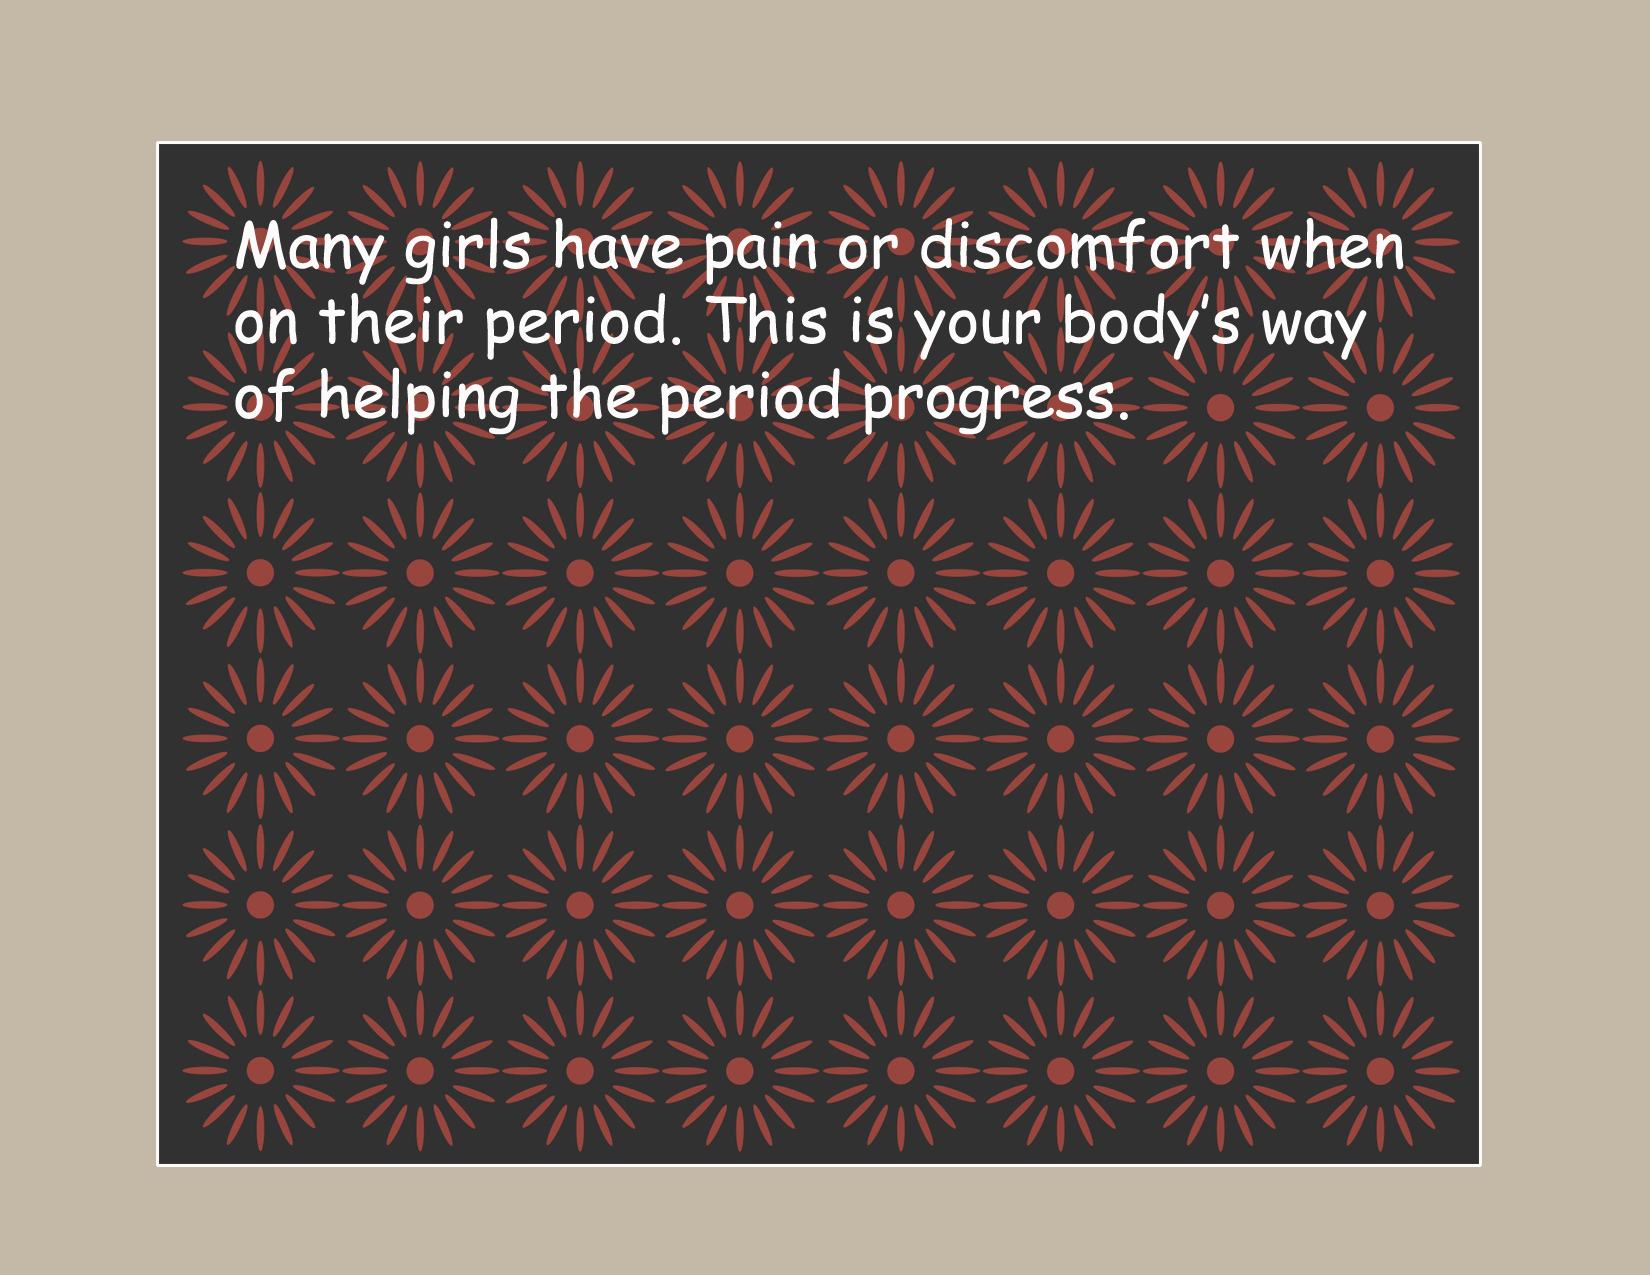 Many girls have pain or discomfort when
on their period. This is your body’s way
of helping the period progress.